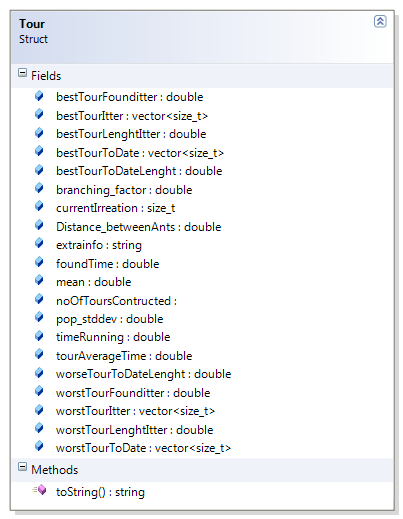 Tour
Struct
Fields
bestTourFounditter : double
bestTourItter : vector<size_t>
bestTourLenghtItter : double
bestTourToDate : vector<size_t>
bestTourToDateLenght : double
branching_factor : double
currentIrreation : size_t
Distance_betweenAnts : double
extrainfo : string
foundTime : double
mean : double
noOfToursContructed :
pop_stddev : double
timeRunning : double
tourAverageTime : double
worseTourToDateLenght : double
worstTourFounditter : double
worstTourItter : vector<size_t>
worstTourLenghtItter : double
worstTourToDate : vector<size_t>
Methods
toString() : string